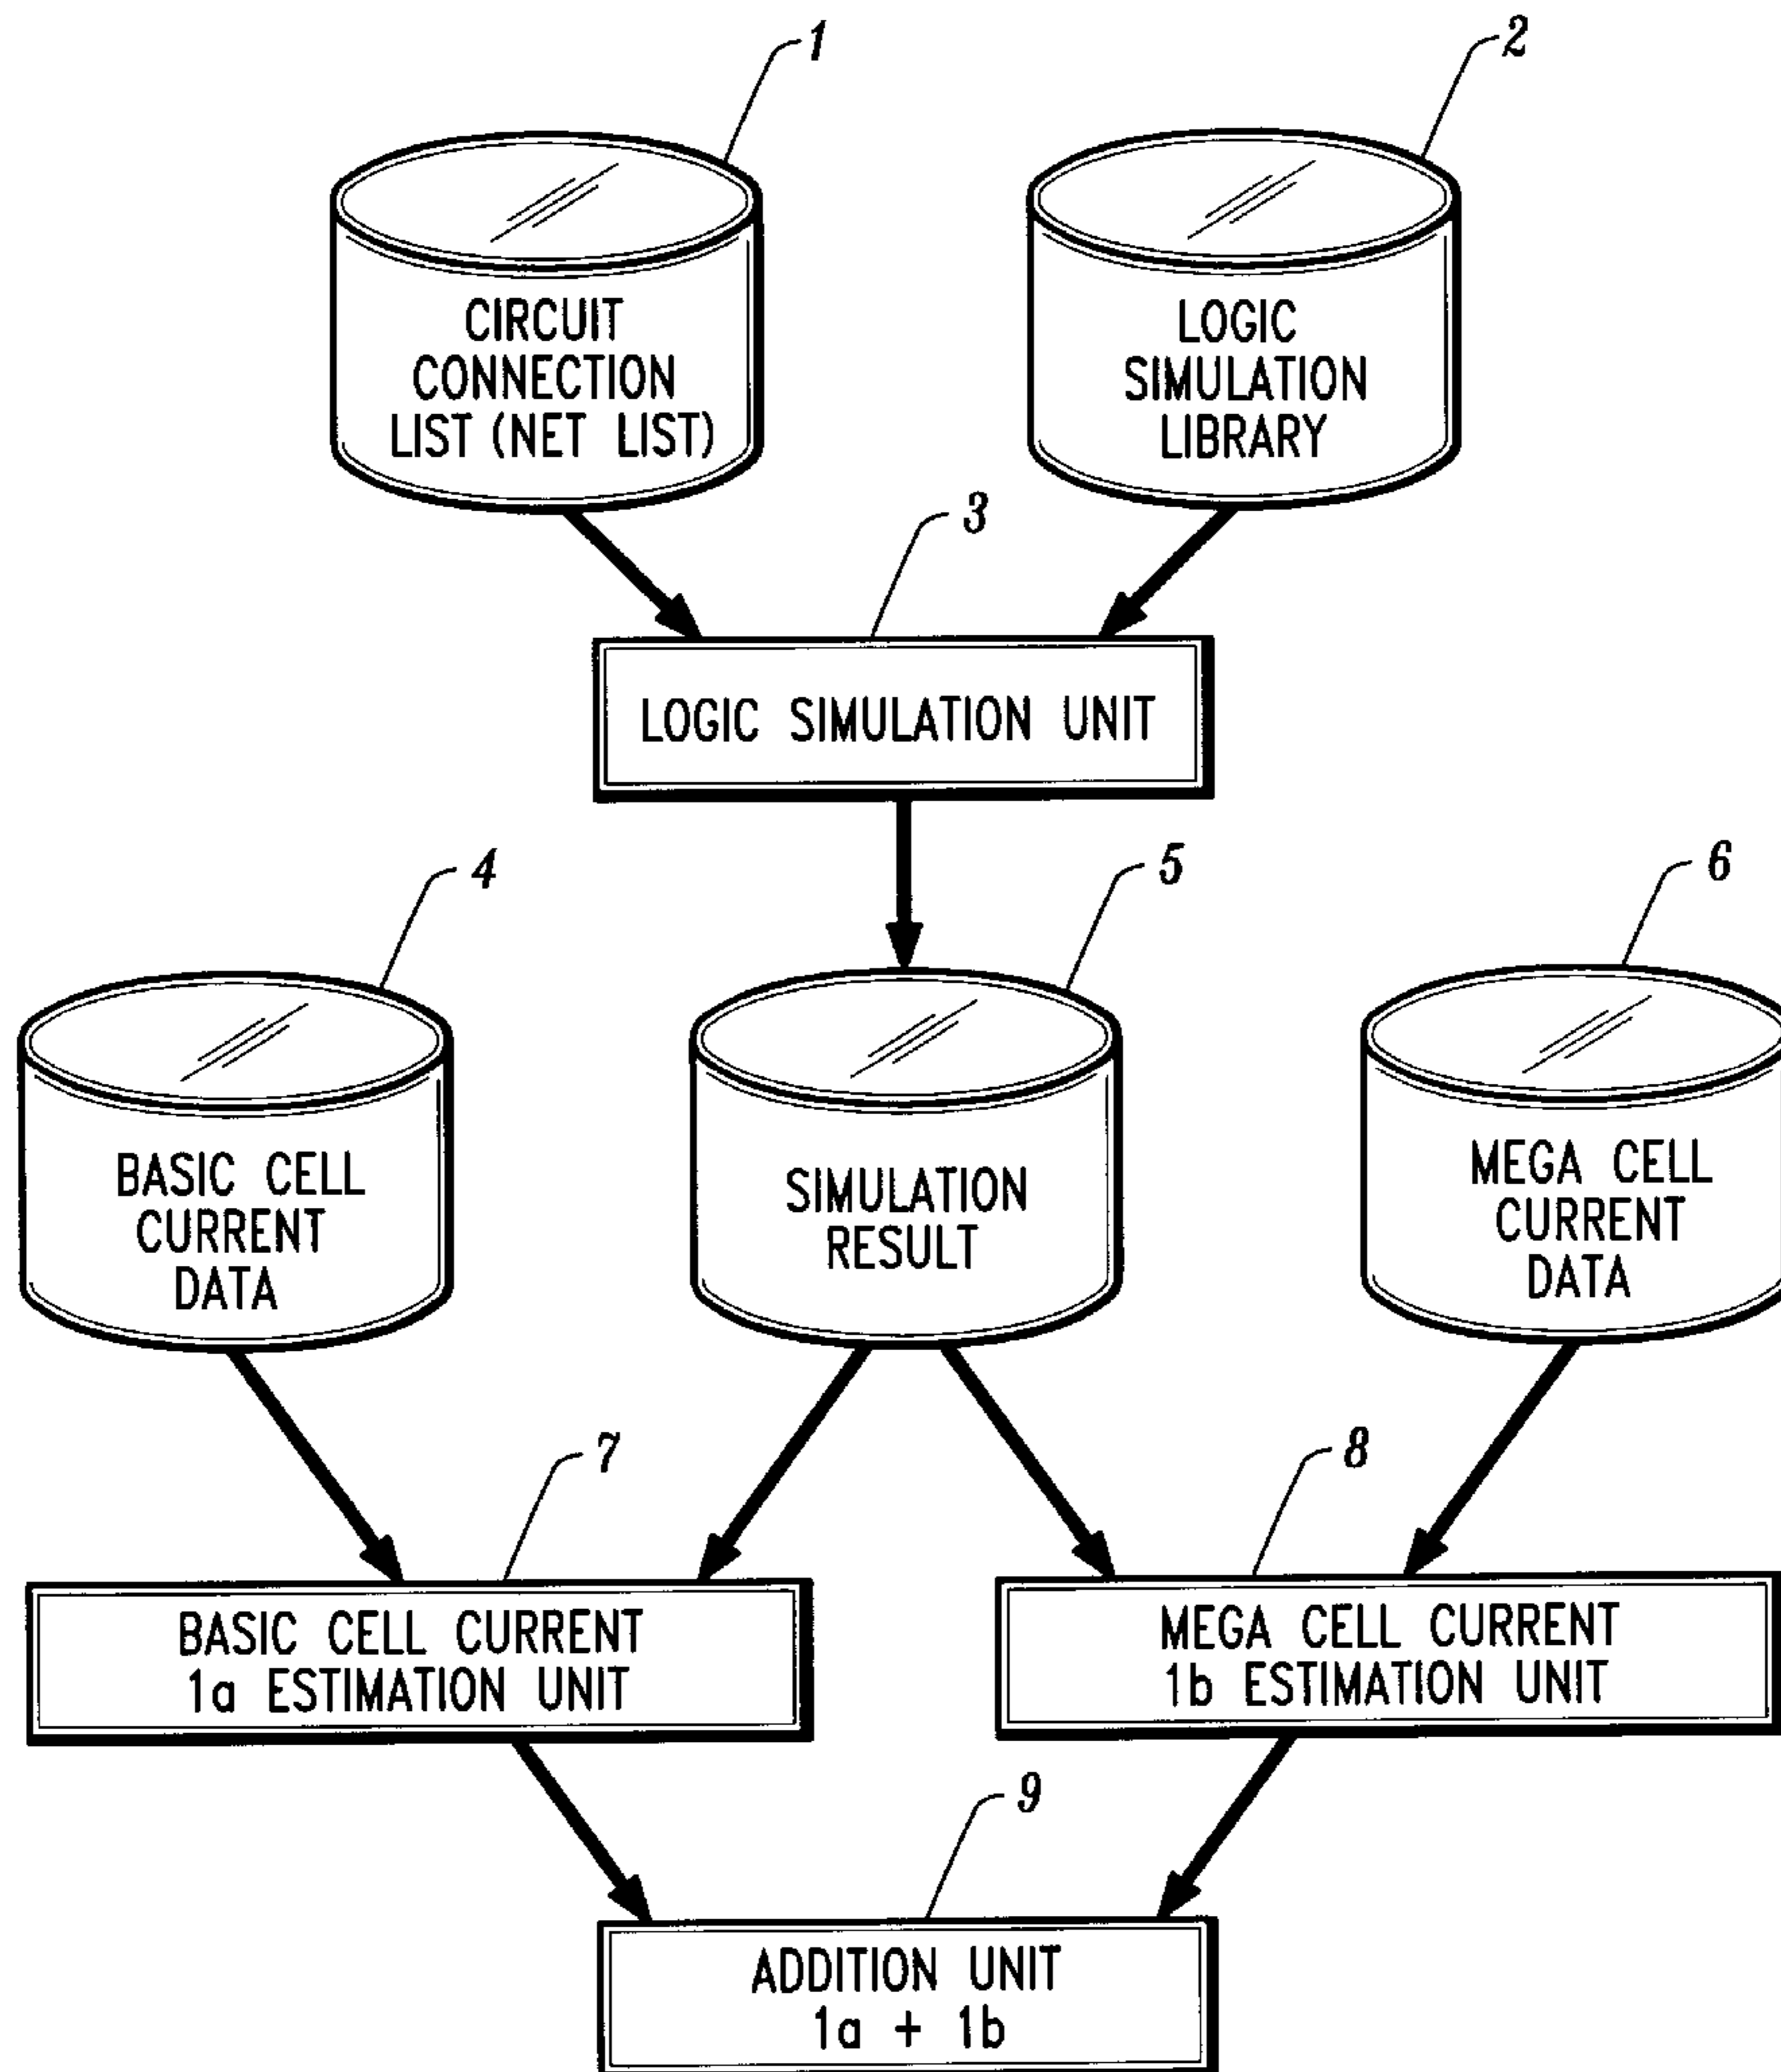 1
2
CIRCUIT
CONNECTION
LIST (NET LIST)
LOGIC
SIMULATION
LIBRARY
3
LOGIC SIMULATION UNIT
4
5
6
BASIC CELL
CURRENT
DATA
SIMULATION
RESULT
MEGA CELL
CURRENT
DATA
7
8
BASIC CELL CURRENT
1a ESTIMATION UNIT
MEGA CELL CURRENT
1b ESTIMATION UNIT
9
ADDITION UNIT
1a + 1b